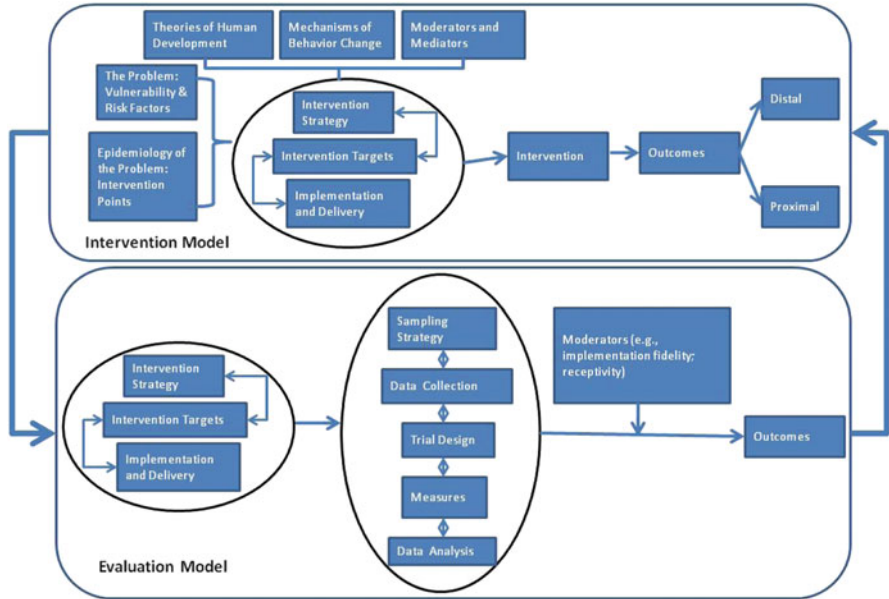 Theories of Human
Development
Mechanisms of
Behavior Change
Moderators and
Mediators
The Problem:
Vulnerability &
Risk Factors
Epidemiology of
the Problem:
Intervention
Points
Intervention
Strategy
Intervention Targets
Implementation
and Delivery
Intervention
Outcomes
Distal
Proximal
Intervention Model
Intervention
Strategy
Intervention Targets
Implementation
and Delivery
Sampling
Strategy
Data Collection
Trial Design
Measures
Data Analysis
Moderators (e.g.,
implementation fidelity;
receptivity)
Outcomes
Evaluation Model